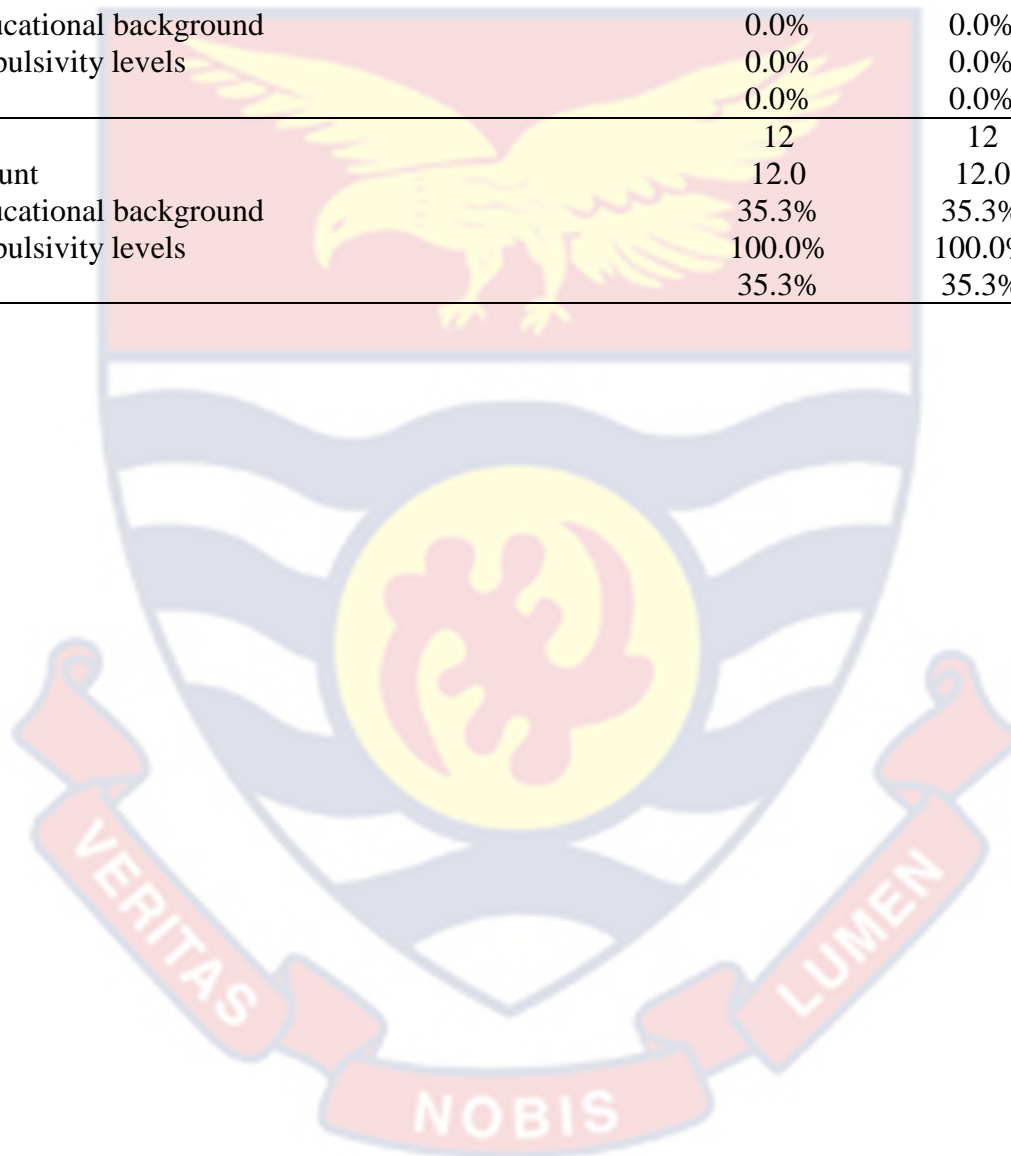 ucational background 0.0% 0.0%
pulsivity levels 0.0% 0.0%
0.0% 0.0%
12 12
unt 12.0 12.0
ucational background 35.3% 35.3%
pulsivity levels 100.0% 100.0%
35.3% 35.3%
VERITAS
NOBIS
LUMEN